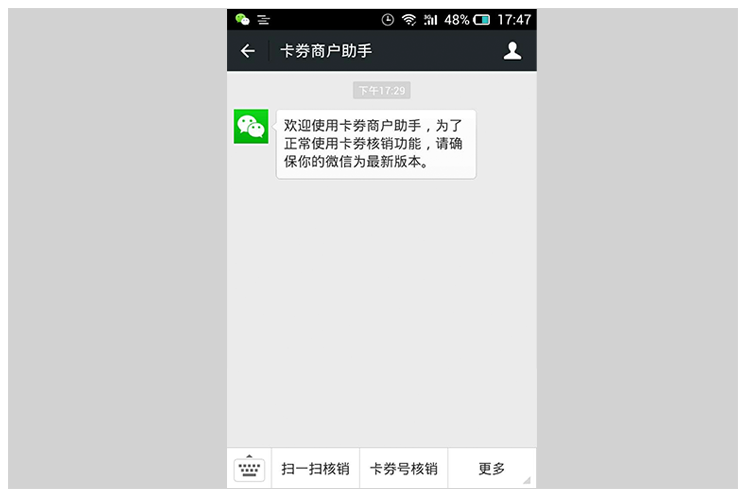 48% 17:47
卡券商户助手
下午17:29
欢迎使用卡券商户助手，为了
正常使用卡券核销功能，请确
保你的微信为最新版本。
扫一扫核销 卡券号核销 更多